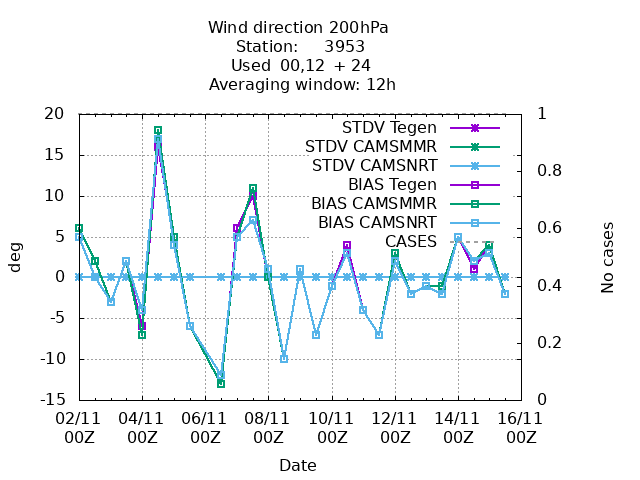 Wind direction 200hPa
Station: 3953
Used 00,12 + 24
Averaging window: 12h
20 1
STDV Tegen
STDV CAMSMMR
15 STDV CAMSNRT
0.8
BIAS Tegen
10 BIAS CAMSMMR
BIAS CAMSNRT
0.6
5 CASES
deg No cases
0
0.4
-5
0.2
-10
-15 0
02/11 04/11 06/11 08/11 10/11 12/11 14/11 16/11
00Z 00Z 00Z 00Z 00Z 00Z 00Z 00Z
Date